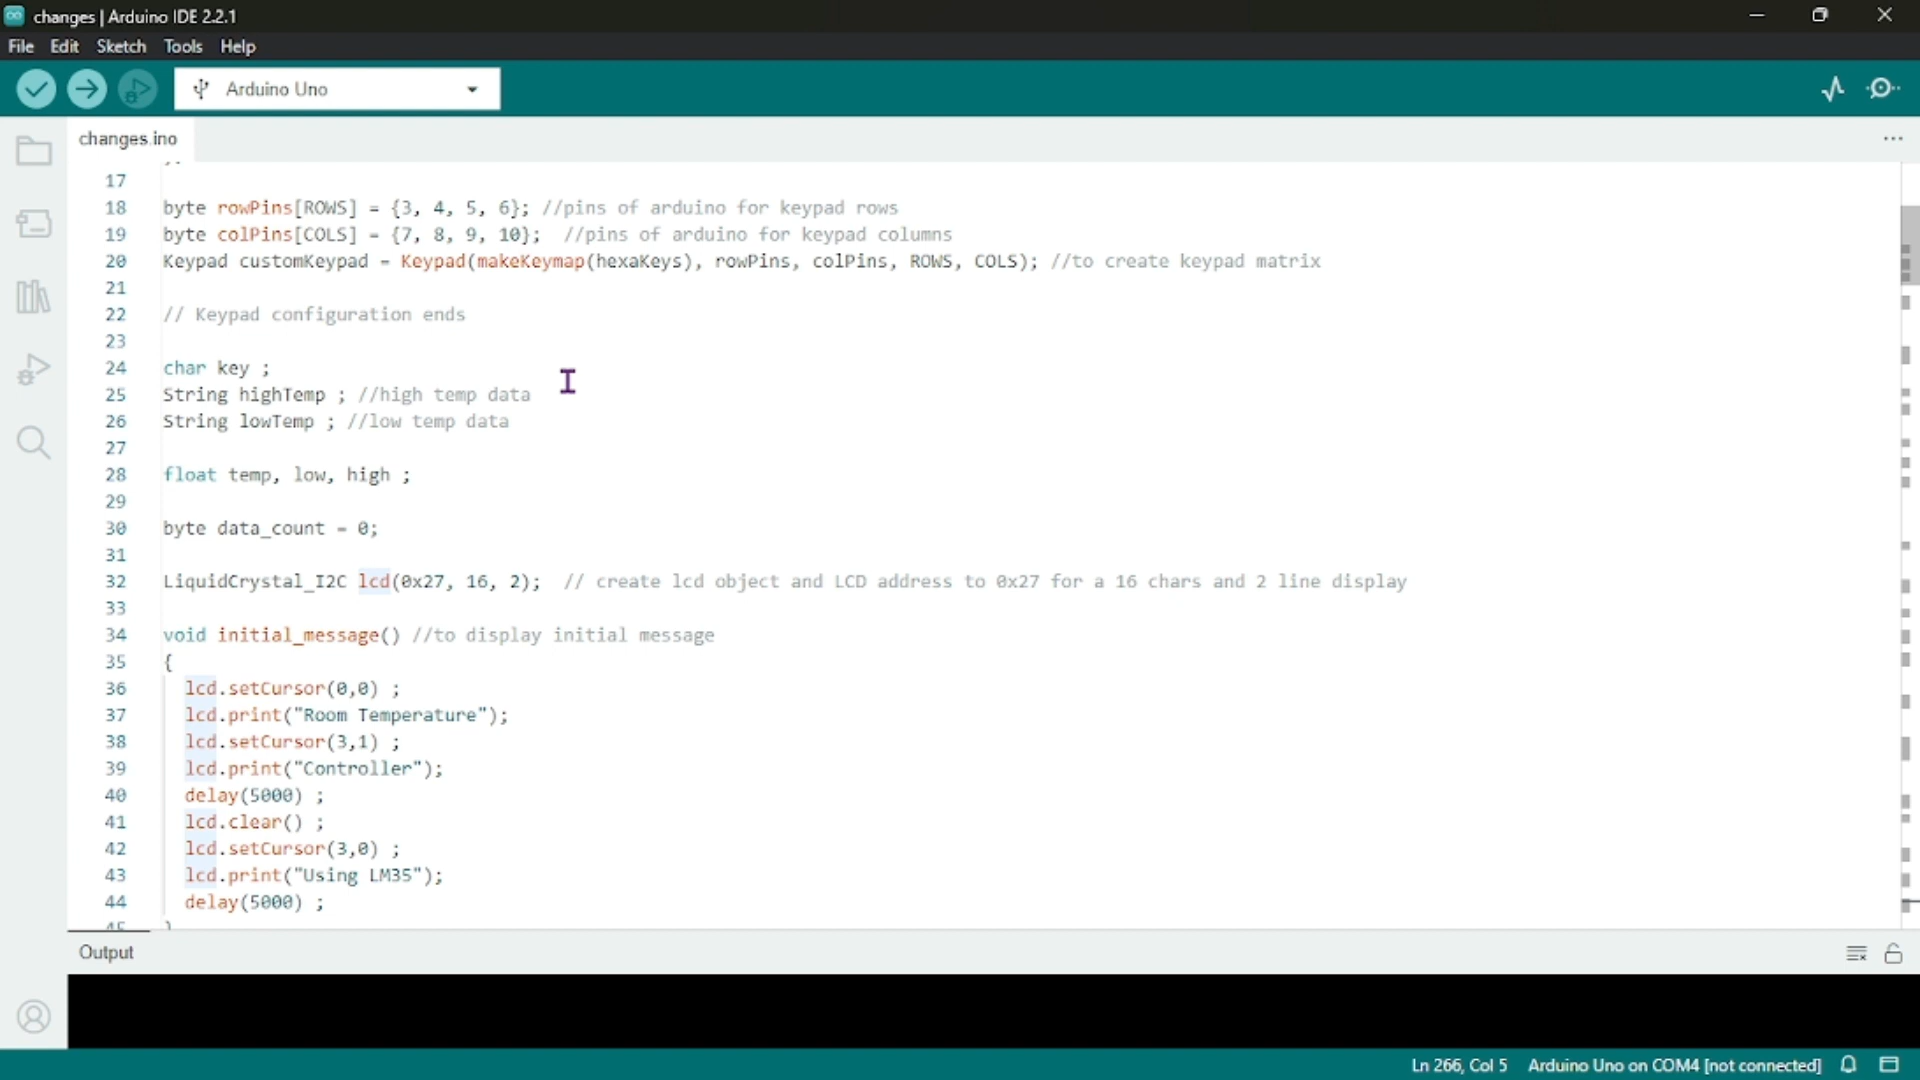 changes | Arduino IDE 2.2.1
File Edit Sketch Tools Help
Arduino Uno
changes.ino
17
18 byte rowPins[ROWS] = {3, 4, 5, 6}; //pins of arduino for keypad rows
19 byte colPins[COLS] = {7, 8, 9, 10}; //pins of arduino for keypad columns
20 Keypad customKeypad = Keypad(makeKeymap(hexaKeys), rowPins, colPins, ROWS, COLS); //to create keypad matrix
21
22 // Keypad configuration ends
23
24 char key ;
25 String highTemp ; //high temp data
26 String lowTemp ; //low temp data
27
28 float temp, low, high ;
29
30 byte data_count = 0;
31
32 LiquidCrystal_I2C lcd(0x27, 16, 2); // create lcd object and LCD address to 0x27 for a 16 chars and 2 line display
33
34 void initial_message() //to display initial message
35 {
36 lcd.setCursor(0,0) ;
37 lcd.print("Room Temperature");
38 lcd.setCursor(3,1) ;
39 lcd.print("Controller");
40 delay(5000) ;
41 lcd.clear() ;
42 lcd.setCursor(3,0) ;
43 lcd.print("Using LM35");
44 delay(5000) ;
45 }
Output
Ln 266, Col 5 Arduino Uno on COM4 [not connected]